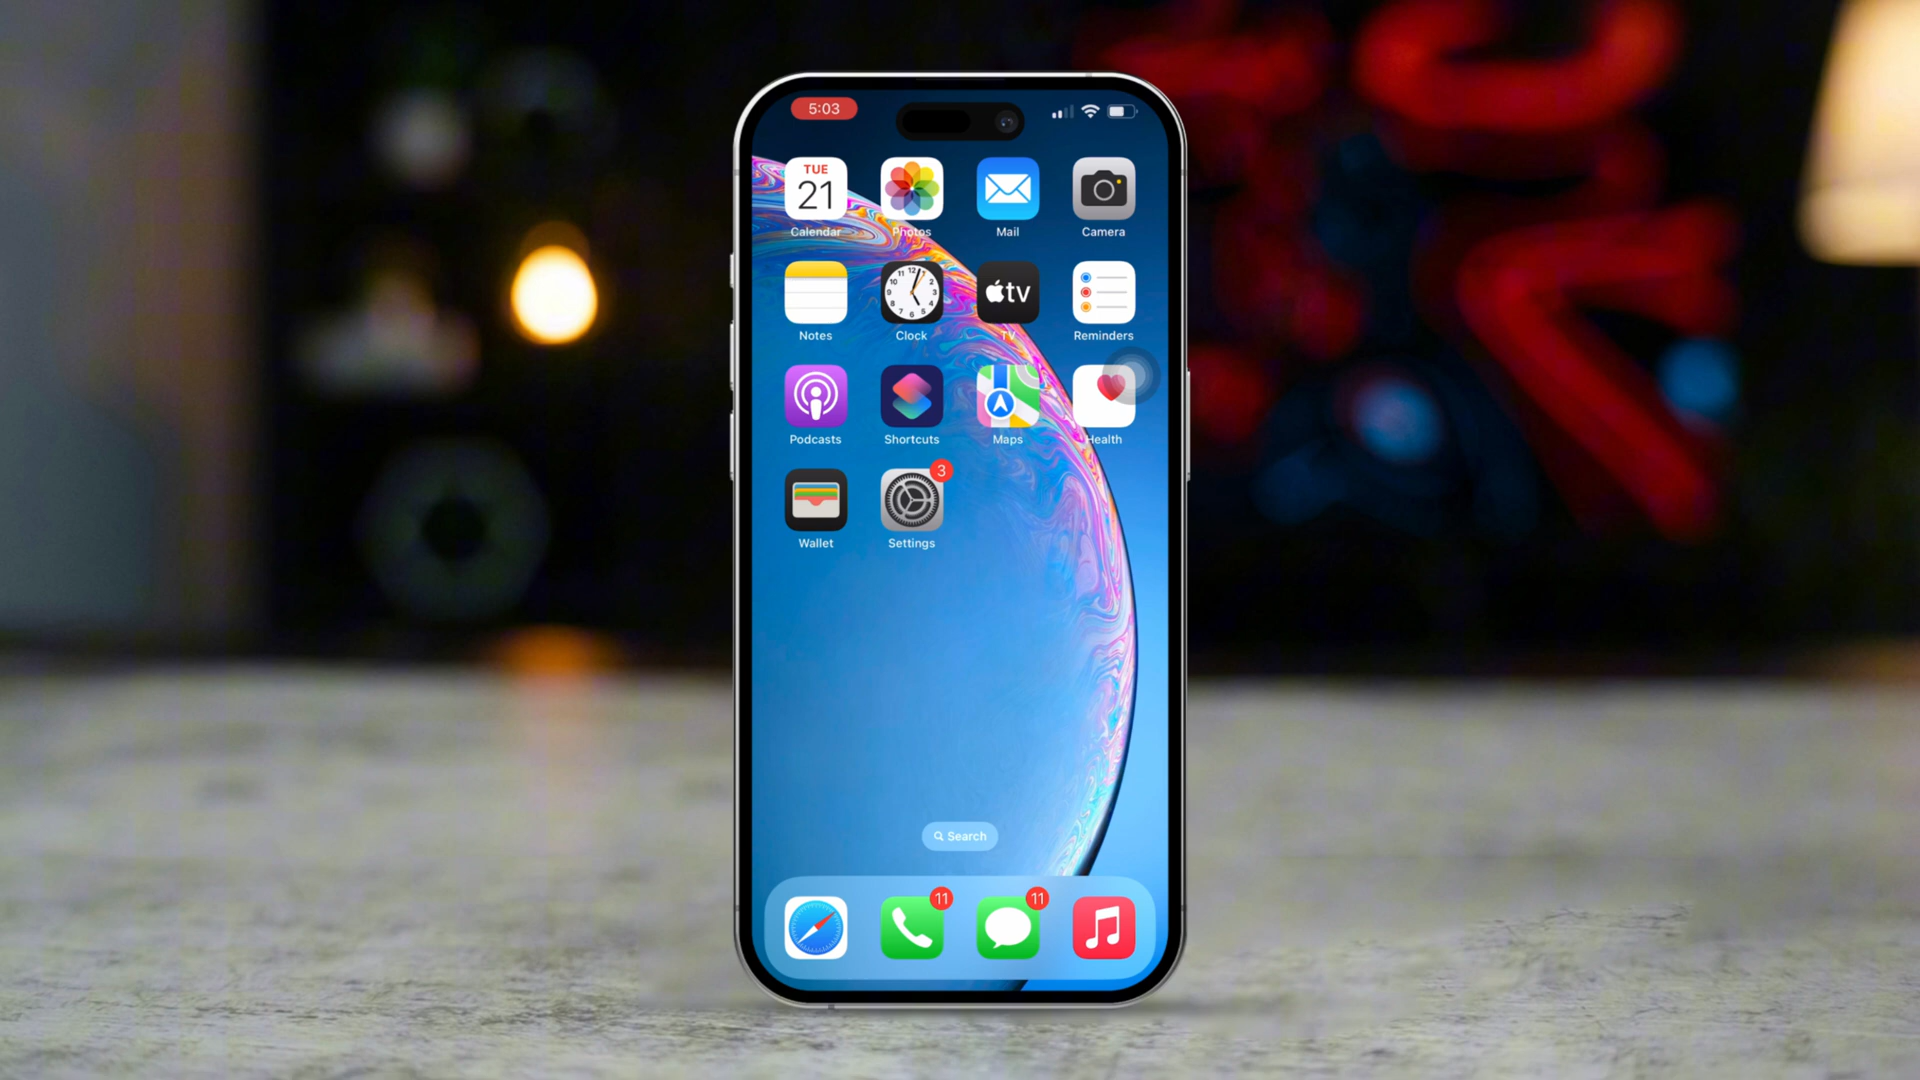 5:03
TUE
21
Calendar
Photos
Mail
Camera
tv
Notes
Clock
TV
Reminders
Podcasts
Shortcuts
Maps
Health
3
Wallet
Settings
Search
11
11